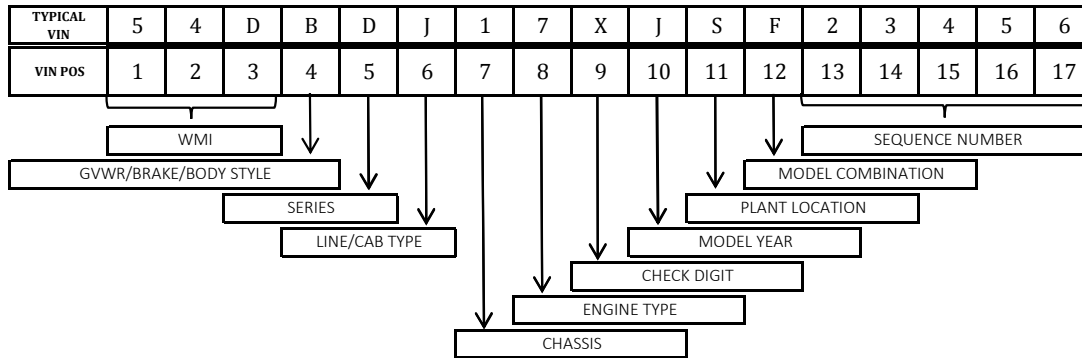 TYPICAL VIN 5 4 D B D J 1 7 X J S F 2 3 4 5 6
VIN POS 1 2 3 4 5 6 7 8 9 10 11 12 13 14 15 16 17
WMI SEQUENCE NUMBER
GVWR/BRAKE/BODY STYLE MODEL COMBINATION
SERIES PLANT LOCATION
LINE/CAB TYPE MODEL YEAR
CHECK DIGIT
ENGINE TYPE
CHASSIS